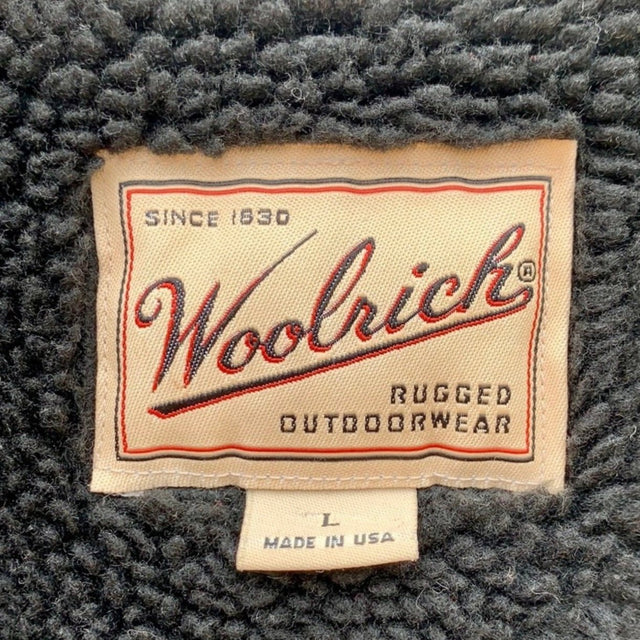 SINCE 1830
Woolrich®
RUGGED
OUTDOORWEAR
L
MADE IN USA